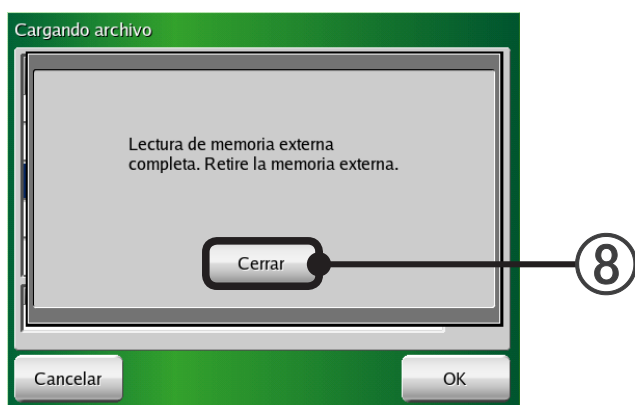 Cargando archivo
Lectura de memoria externa
completa. Retire la memoria externa.
Cerrar
8
Cancelar
OK